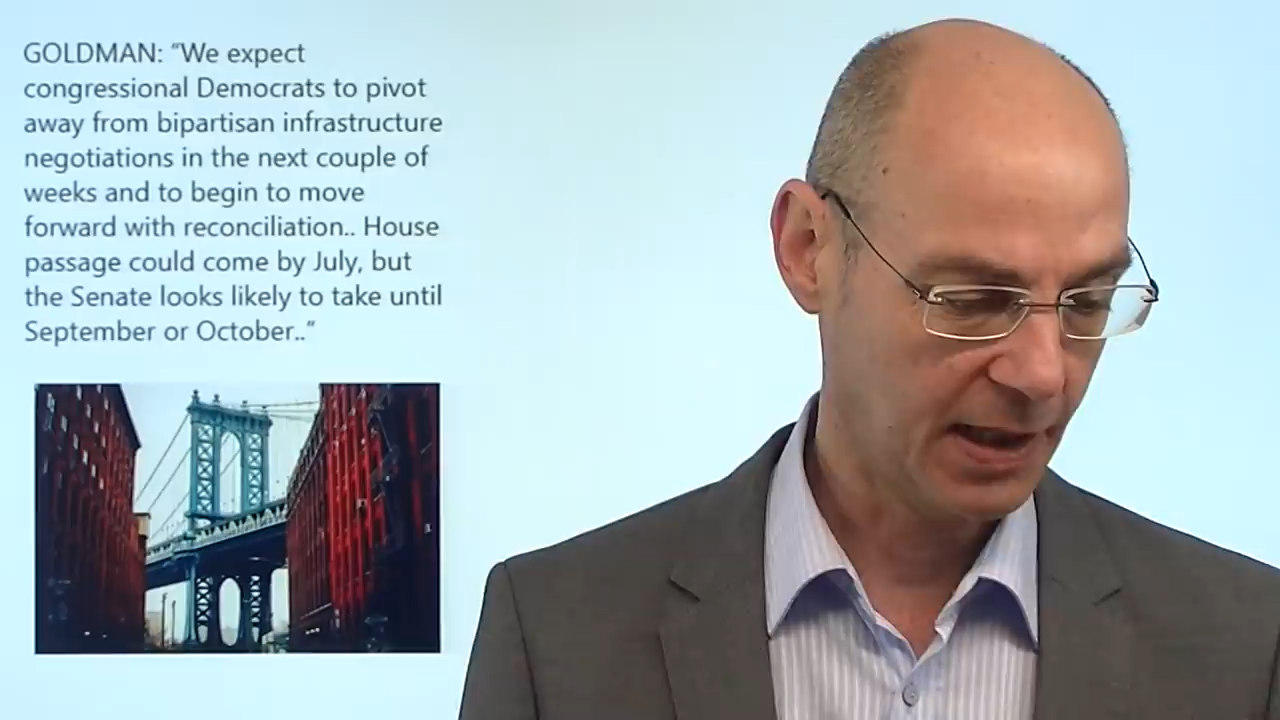 GOLDMAN: “We expect
congressional Democrats to pivot
away from bipartisan infrastructure
negotiations in the next couple of
weeks and to begin to move
forward with reconciliation.. House
passage could come by July, but
the Senate looks likely to take until
September or October..”